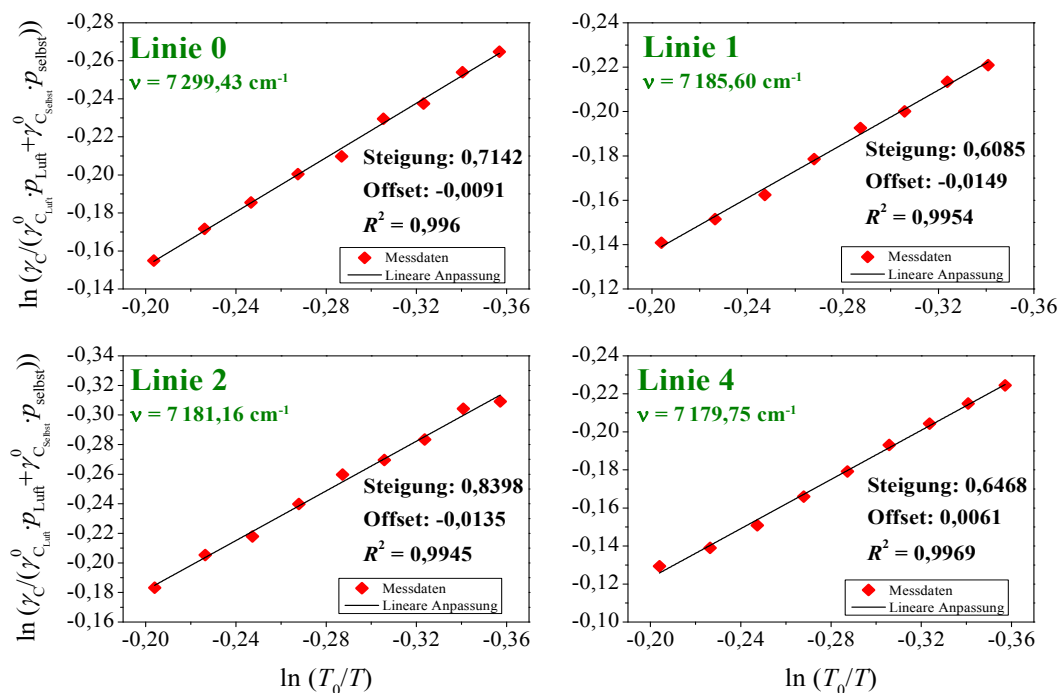 ln (γC/(γ0CLuft·pLuft+γ0CSelbst·pselbst))
-0,28
-0,26
-0,24
-0,22
-0,20
-0,18
-0,16
-0,14
Linie 0
ν = 7 299,43 cm-1
Steigung: 0,7142
Offset: -0,0091
R2 = 0,996
Messdaten
Lineare Anpassung
-0,20 -0,24 -0,28 -0,32 -0,36
-0,24
-0,22
-0,20
-0,18
-0,16
-0,14
-0,12
Linie 1
ν = 7 185,60 cm-1
Steigung: 0,6085
Offset: -0,0149
R2 = 0,9954
Messdaten
Lineare Anpassung
-0,20 -0,24 -0,28 -0,32 -0,36
ln (γC/(γ0CLuft·pLuft+γ0CSelbst·pselbst))
-0,34
-0,32
-0,30
-0,28
-0,26
-0,24
-0,22
-0,20
-0,18
-0,16
Linie 2
ν = 7 181,16 cm-1
Steigung: 0,8398
Offset: -0,0135
R2 = 0,9945
Messdaten
Lineare Anpassung
-0,20 -0,24 -0,28 -0,32 -0,36
ln (T0/T)
-0,24
-0,22
-0,20
-0,18
-0,16
-0,14
-0,12
-0,10
Linie 4
ν = 7 179,75 cm-1
Steigung: 0,6468
Offset: 0,0061
R2 = 0,9969
Messdaten
Lineare Anpassung
-0,20 -0,24 -0,28 -0,32 -0,36
ln (T0/T)